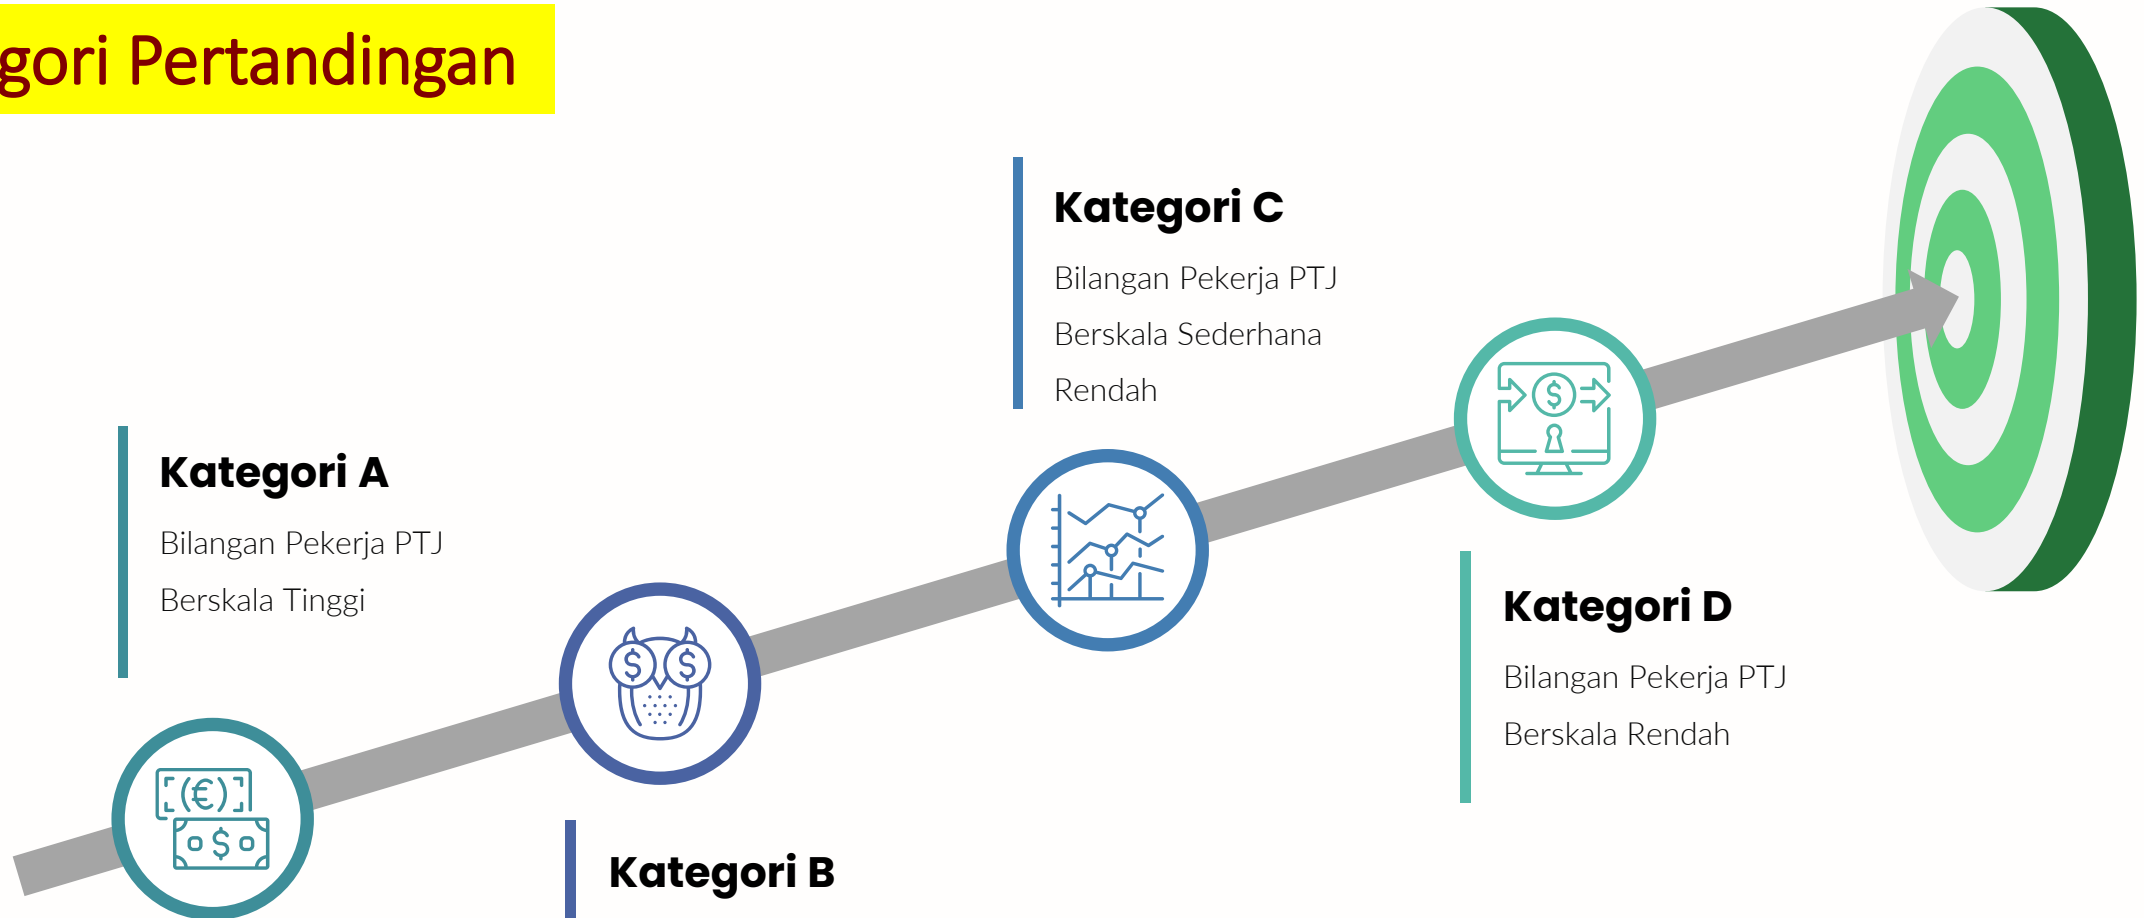 gori Pertandingan
Kategori A
Bilangan Pekerja PTJ
Berskala Tinggi
Kategori B
Kategori C
Bilangan Pekerja PTJ
Berskala Sederhana
Rendah
Kategori D
Bilangan Pekerja PTJ
Berskala Rendah